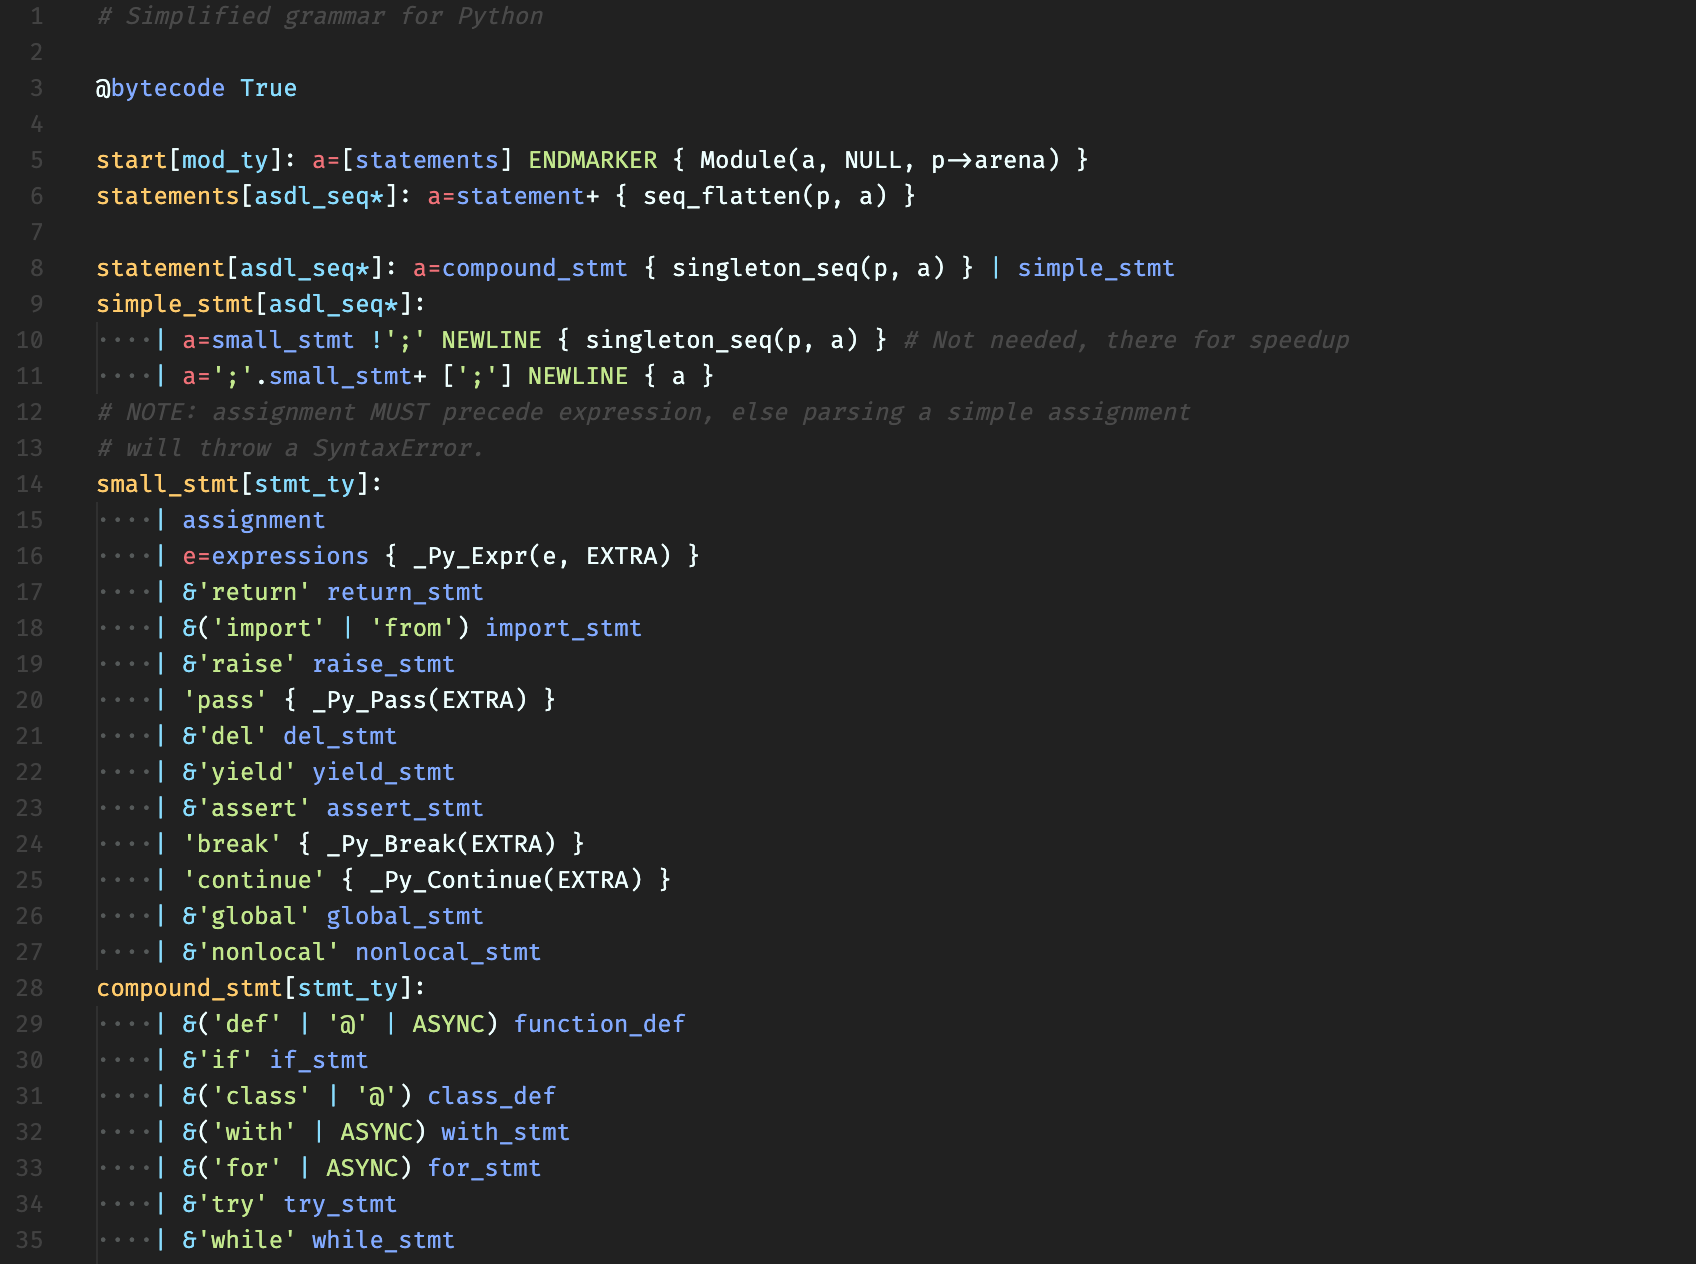 1 # Simplified grammar for Python
2
3 @bytecode True
4
5 start[mod_ty]: a=[statements] ENDMARKER { Module(a, NULL, p->arena) }
6 statements[asdl_seq*]: a=statement+ { seq_flatten(p, a) }
7
8 statement[asdl_seq*]: a=compound_stmt { singleton_seq(p, a) } | simple_stmt
9 simple_stmt[asdl_seq*]:
10 ····| a=small_stmt !';' NEWLINE { singleton_seq(p, a) } # Not needed, there for speedup
11 ····| a=';'.small_stmt+ [';'] NEWLINE { a }
12 # NOTE: assignment MUST precede expression, else parsing a simple assignment
13 # will throw a SyntaxError.
14 small_stmt[stmt_ty]:
15 ····| assignment
16 ····| e=expressions { _Py_Expr(e, EXTRA) }
17 ····| &'return' return_stmt
18 ····| &('import' | 'from') import_stmt
19 ····| &'raise' raise_stmt
20 ····| 'pass' { _Py_Pass(EXTRA) }
21 ····| &'del' del_stmt
22 ····| &'yield' yield_stmt
23 ····| &'assert' assert_stmt
24 ····| 'break' { _Py_Break(EXTRA) }
25 ····| 'continue' { _Py_Continue(EXTRA) }
26 ····| &'global' global_stmt
27 ····| &'nonlocal' nonlocal_stmt
28 compound_stmt[stmt_ty]:
29 ····| &('def' | '@' | ASYNC) function_def
30 ····| &'if' if_stmt
31 ····| &('class' | '@') class_def
32 ····| &('with' | ASYNC) with_stmt
33 ····| &('for' | ASYNC) for_stmt
34 ····| &'try' try_stmt
35 ····| &'while' while_stmt